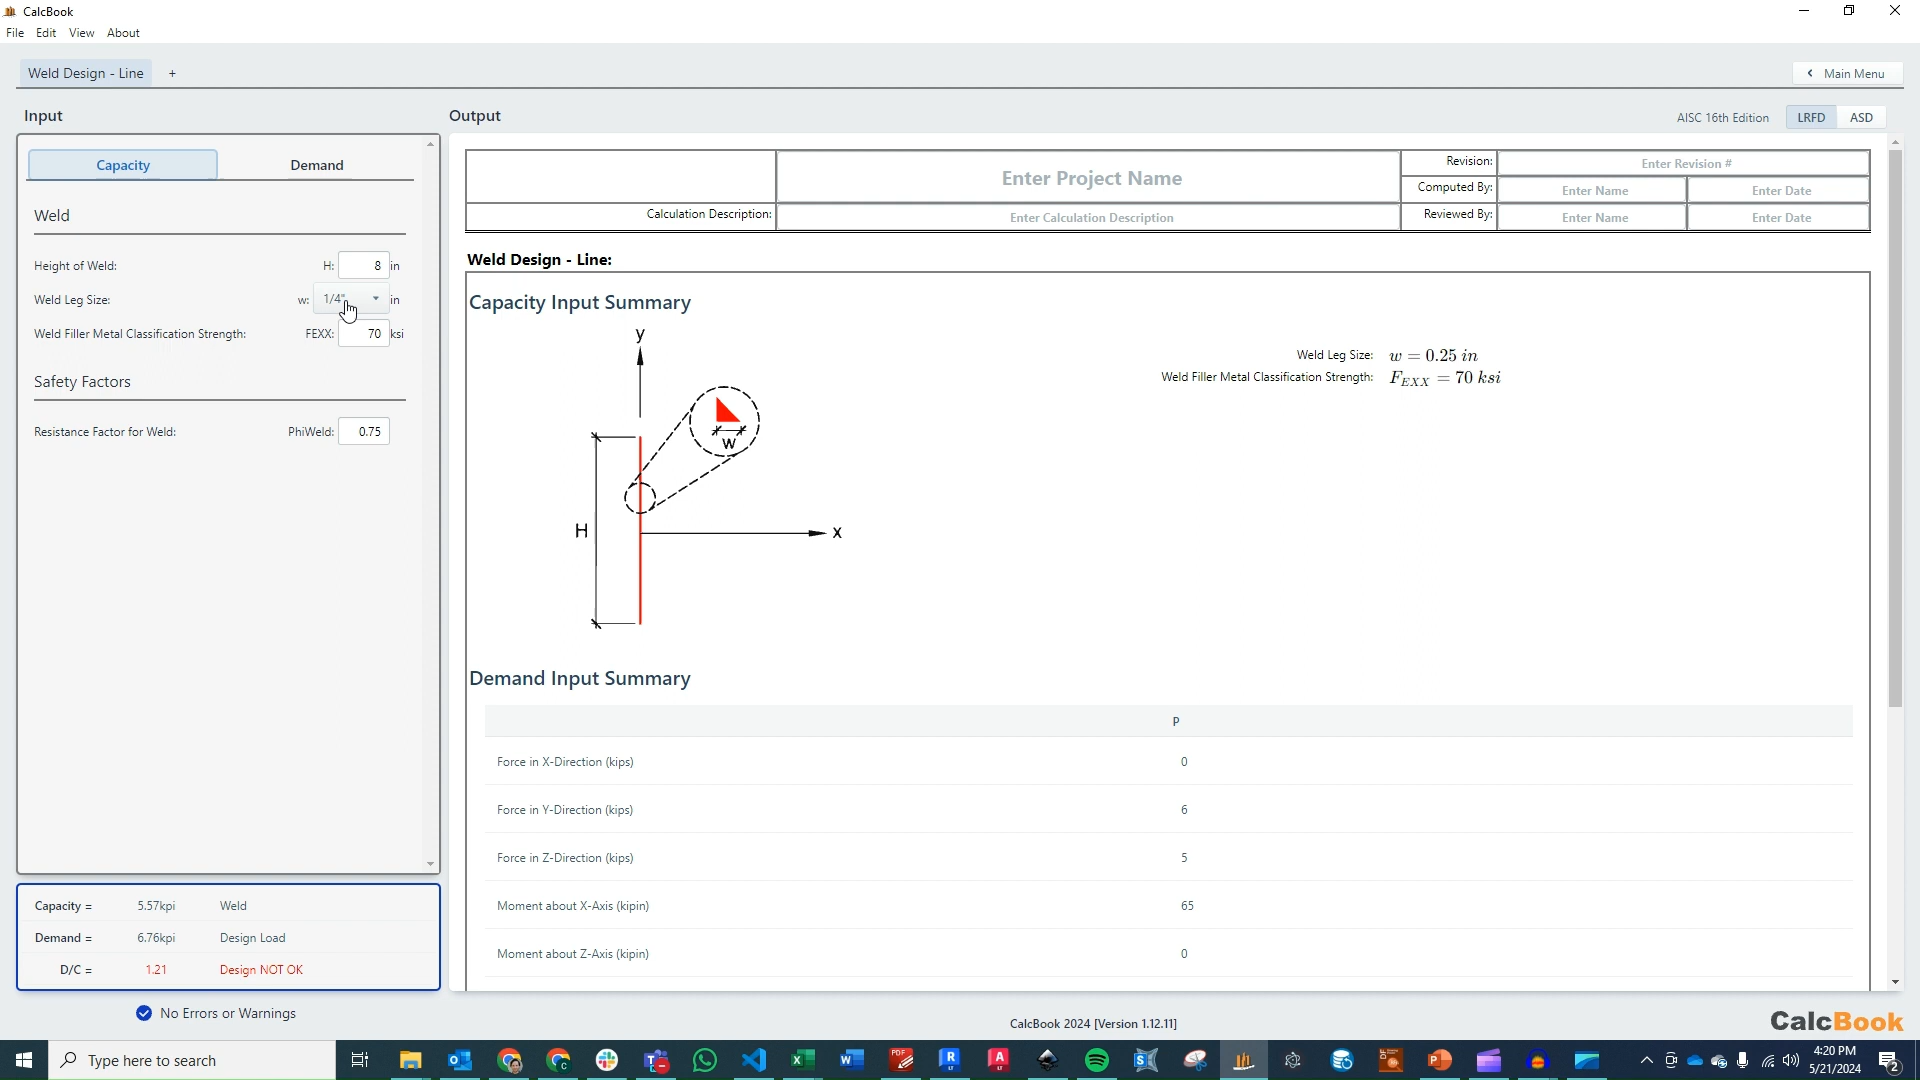 CalcBook
File Edit View About
Weld Design - Line +
Main Menu
Input
Output
AISC 16th Edition LRFD ASD
Capacity Demand
Weld
Height of Weld: H: 8 in
Weld Leg Size: w: 1/4" in
Weld Filler Metal Classification Strength: FEXX: 70 ksi
Safety Factors
Resistance Factor for Weld: PhiWeld: 0.75
Capacity = 5.57kpi Weld
Demand = 6.76kpi Design Load
D/C = 1.21 Design NOT OK
No Errors or Warnings
Enter Project Name
Revision: Enter Revision #
Computed By: Enter Name Enter Date
Calculation Description: Enter Calculation Description
Reviewed By: Enter Name Enter Date
Weld Design - Line:
Capacity Input Summary
y
w
H
x
Weld Leg Size: w = 0.25 in
Weld Filler Metal Classification Strength: FEXX = 70 ksi
Demand Input Summary
P
Force in X-Direction (kips) 0
Force in Y-Direction (kips) 6
Force in Z-Direction (kips) 5
Moment about X-Axis (kipin) 65
Moment about Z-Axis (kipin) 0
CalcBook 2024 [Version 1.12.11]
CalcBook
Type here to search
4:20 PM
5/21/2024
2